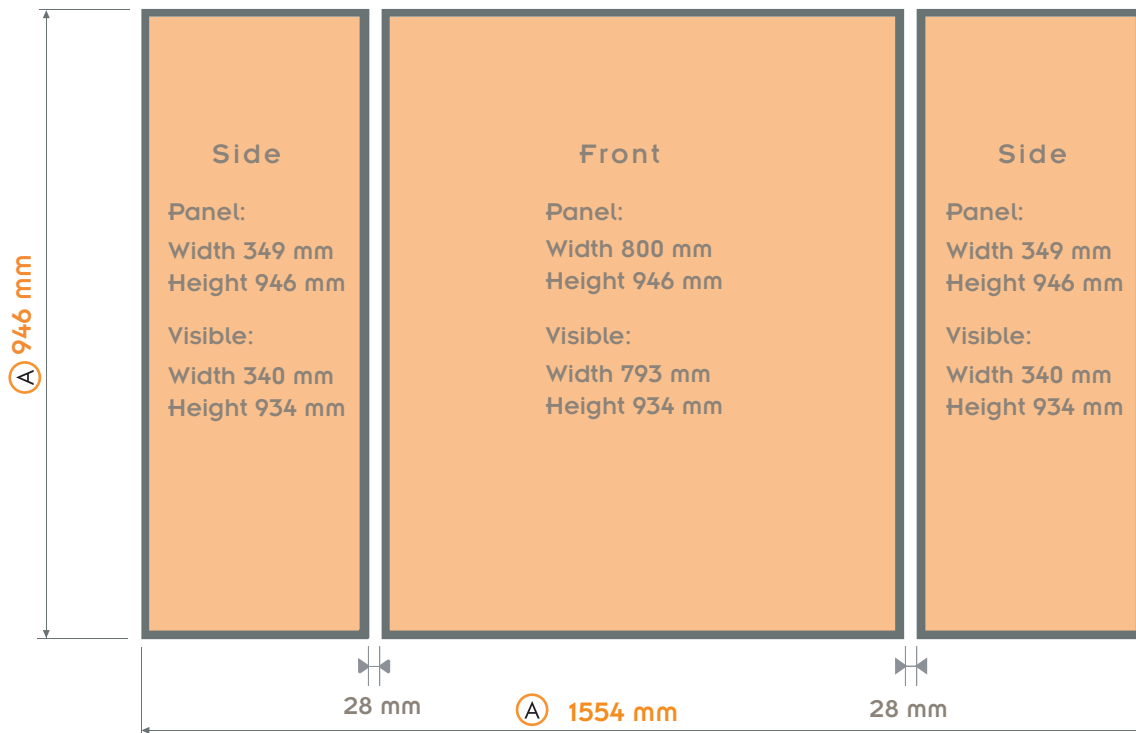 Side
Panel:
Width 349 mm
Height 946 mm
Visible:
Width 340 mm
Height 934 mm
Front
Panel:
Width 800 mm
Height 946 mm
Visible:
Width 793 mm
Height 934 mm
Side
Panel:
Width 349 mm
Height 946 mm
Visible:
Width 340 mm
Height 934 mm
A 946 mm
28 mm
A 1554 mm
28 mm